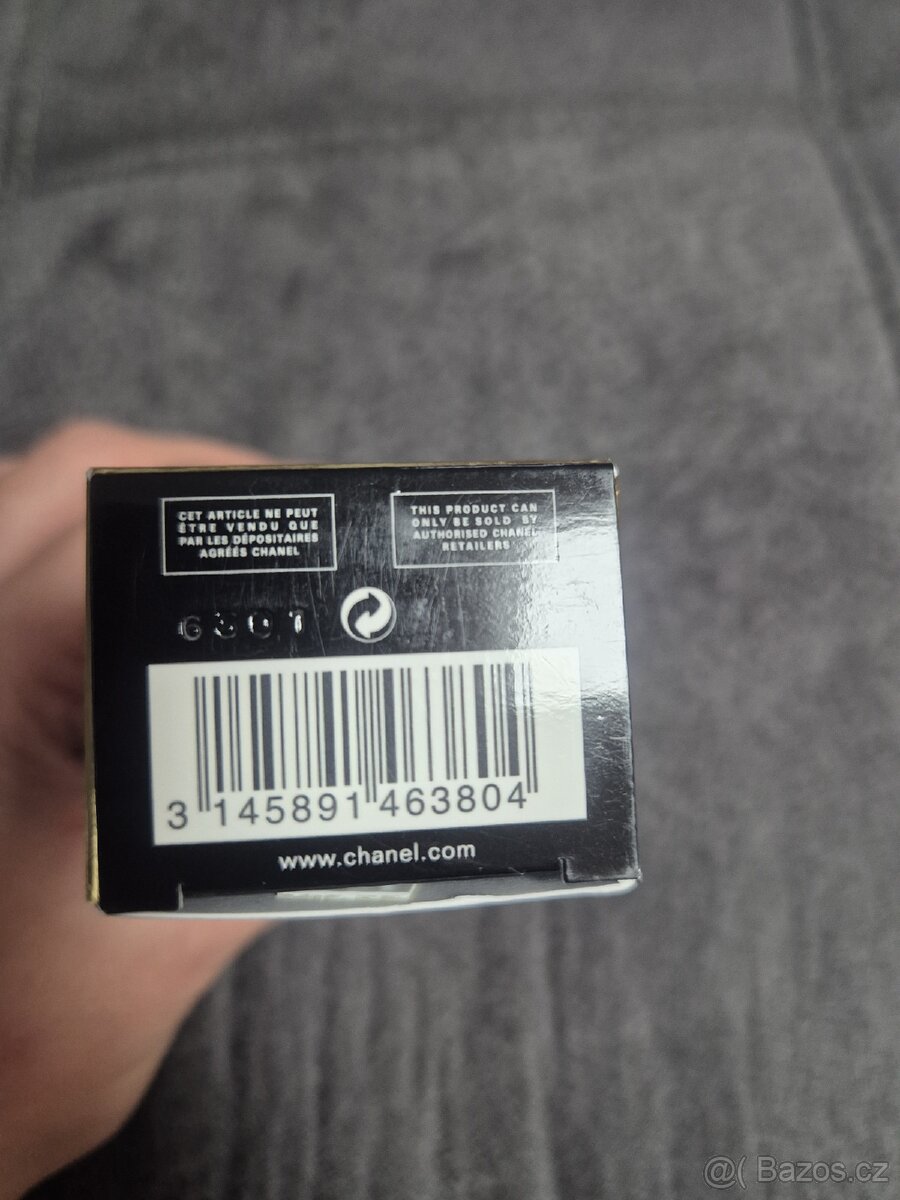 CET ARTICLE NE PEUT
ÊTRE VENDU QUE
PAR LES DÉPOSITAIRES
AGRÉÉS CHANEL
THIS PRODUCT CAN
ONLY BE SOLD BY
AUTHORISED CHANEL
RETAILERS
6301
3 145891 463804
www.chanel.com
@( Bazos.cz